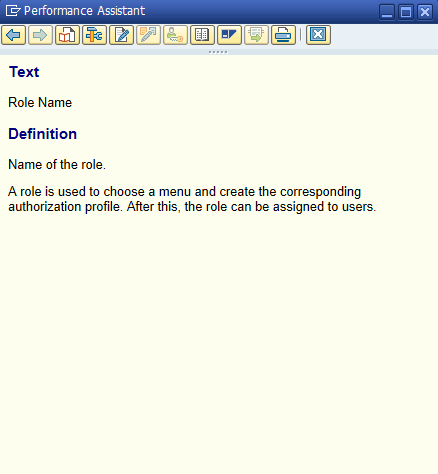 Performance Assistant
Text
Role Name
Definition
Name of the role.
A role is used to choose a menu and create the corresponding
authorization profile. After this, the role can be assigned to users.